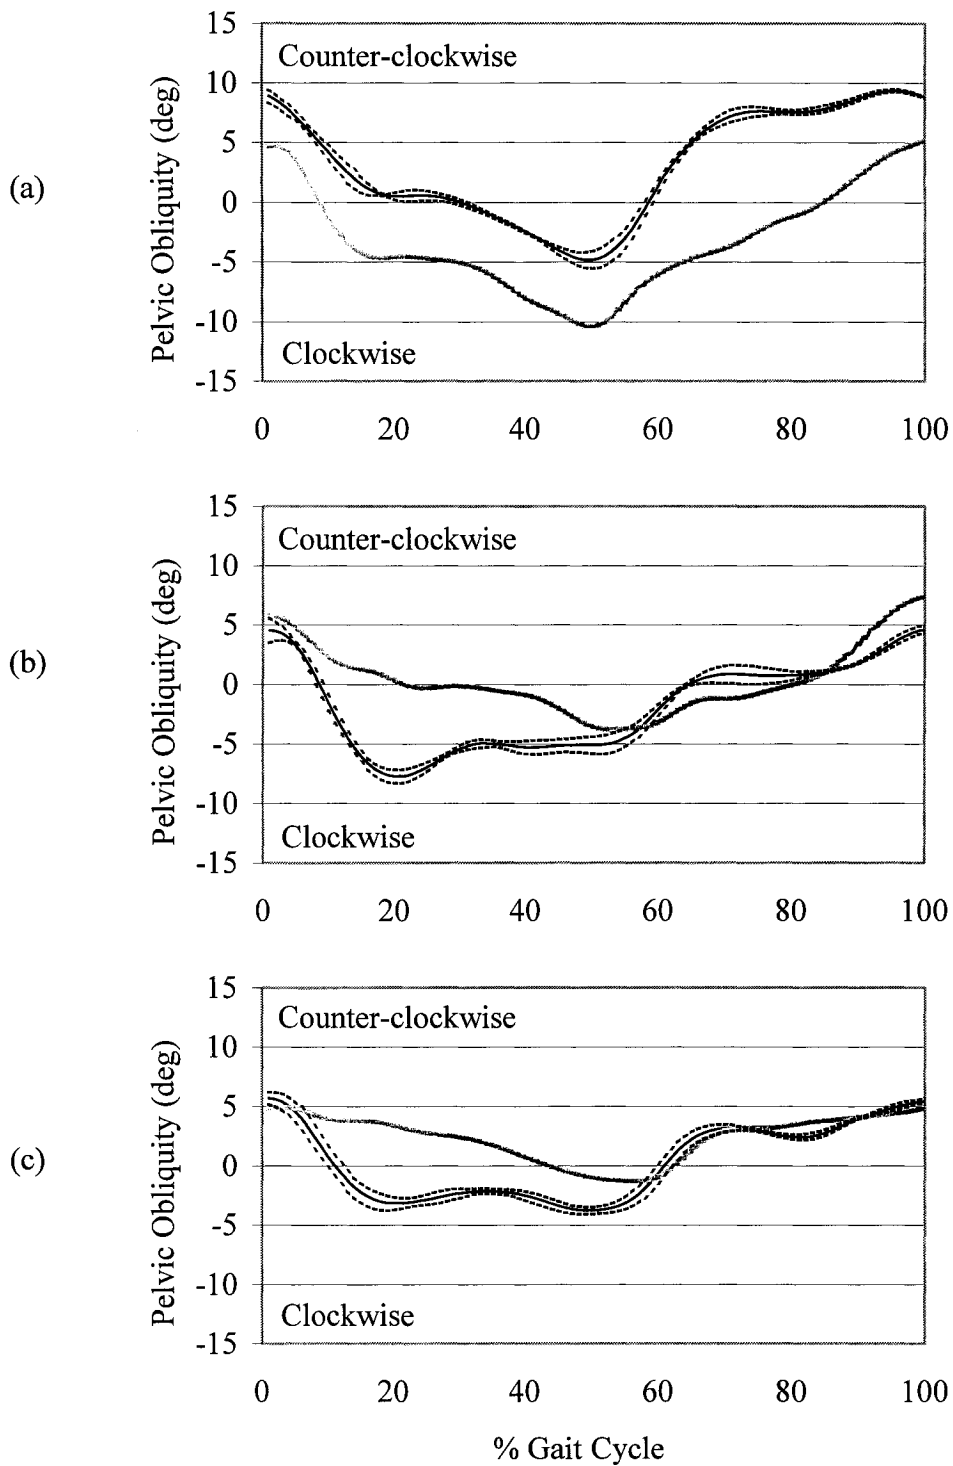 (a)
Pelvic Obliquity (deg)
15
10
5
0
-5
-10
-15
Counter-clockwise
Clockwise
0 20 40 60 80 100
(b)
Pelvic Obliquity (deg)
15
10
5
0
-5
-10
-15
Counter-clockwise
Clockwise
0 20 40 60 80 100
(c)
Pelvic Obliquity (deg)
15
10
5
0
-5
-10
-15
Counter-clockwise
Clockwise
0 20 40 60 80 100
% Gait Cycle